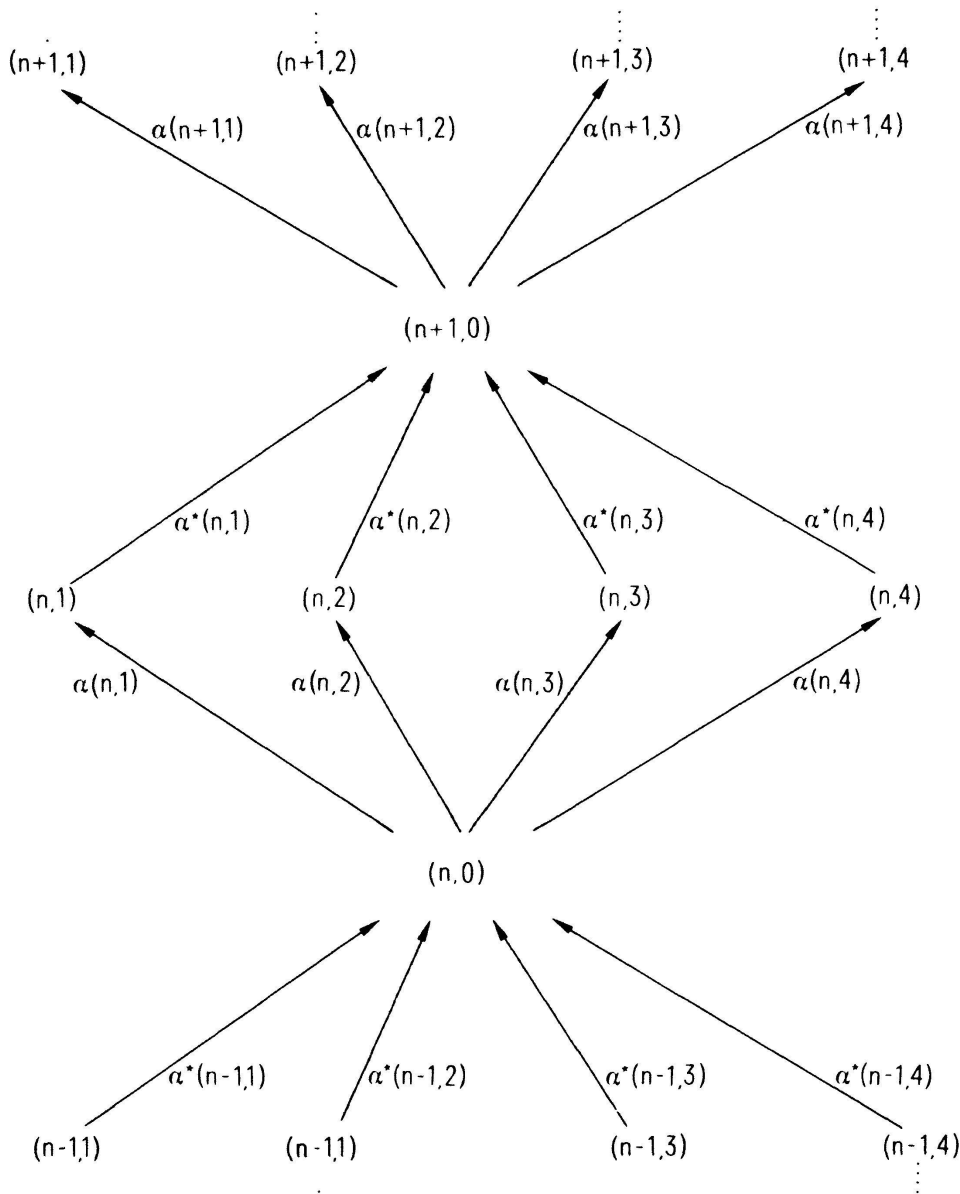 (n+1,1) (n+1,2) (n+1,3) (n+1,4
α(n+1,1) α(n+1,2) α(n+1,3) α(n+1,4)
(n+1,0)
α*(n,1) α*(n,2) α*(n,3) α*(n,4)
(n,1) (n,2) (n,3) (n,4)
α(n,1) α(n,2) α(n,3) α(n,4)
(n,0)
α*(n-1,1) α*(n-1,2) α*(n-1,3) α*(n-1,4)
(n-1,1) (n-1,1) (n-1,3) (n-1,4)